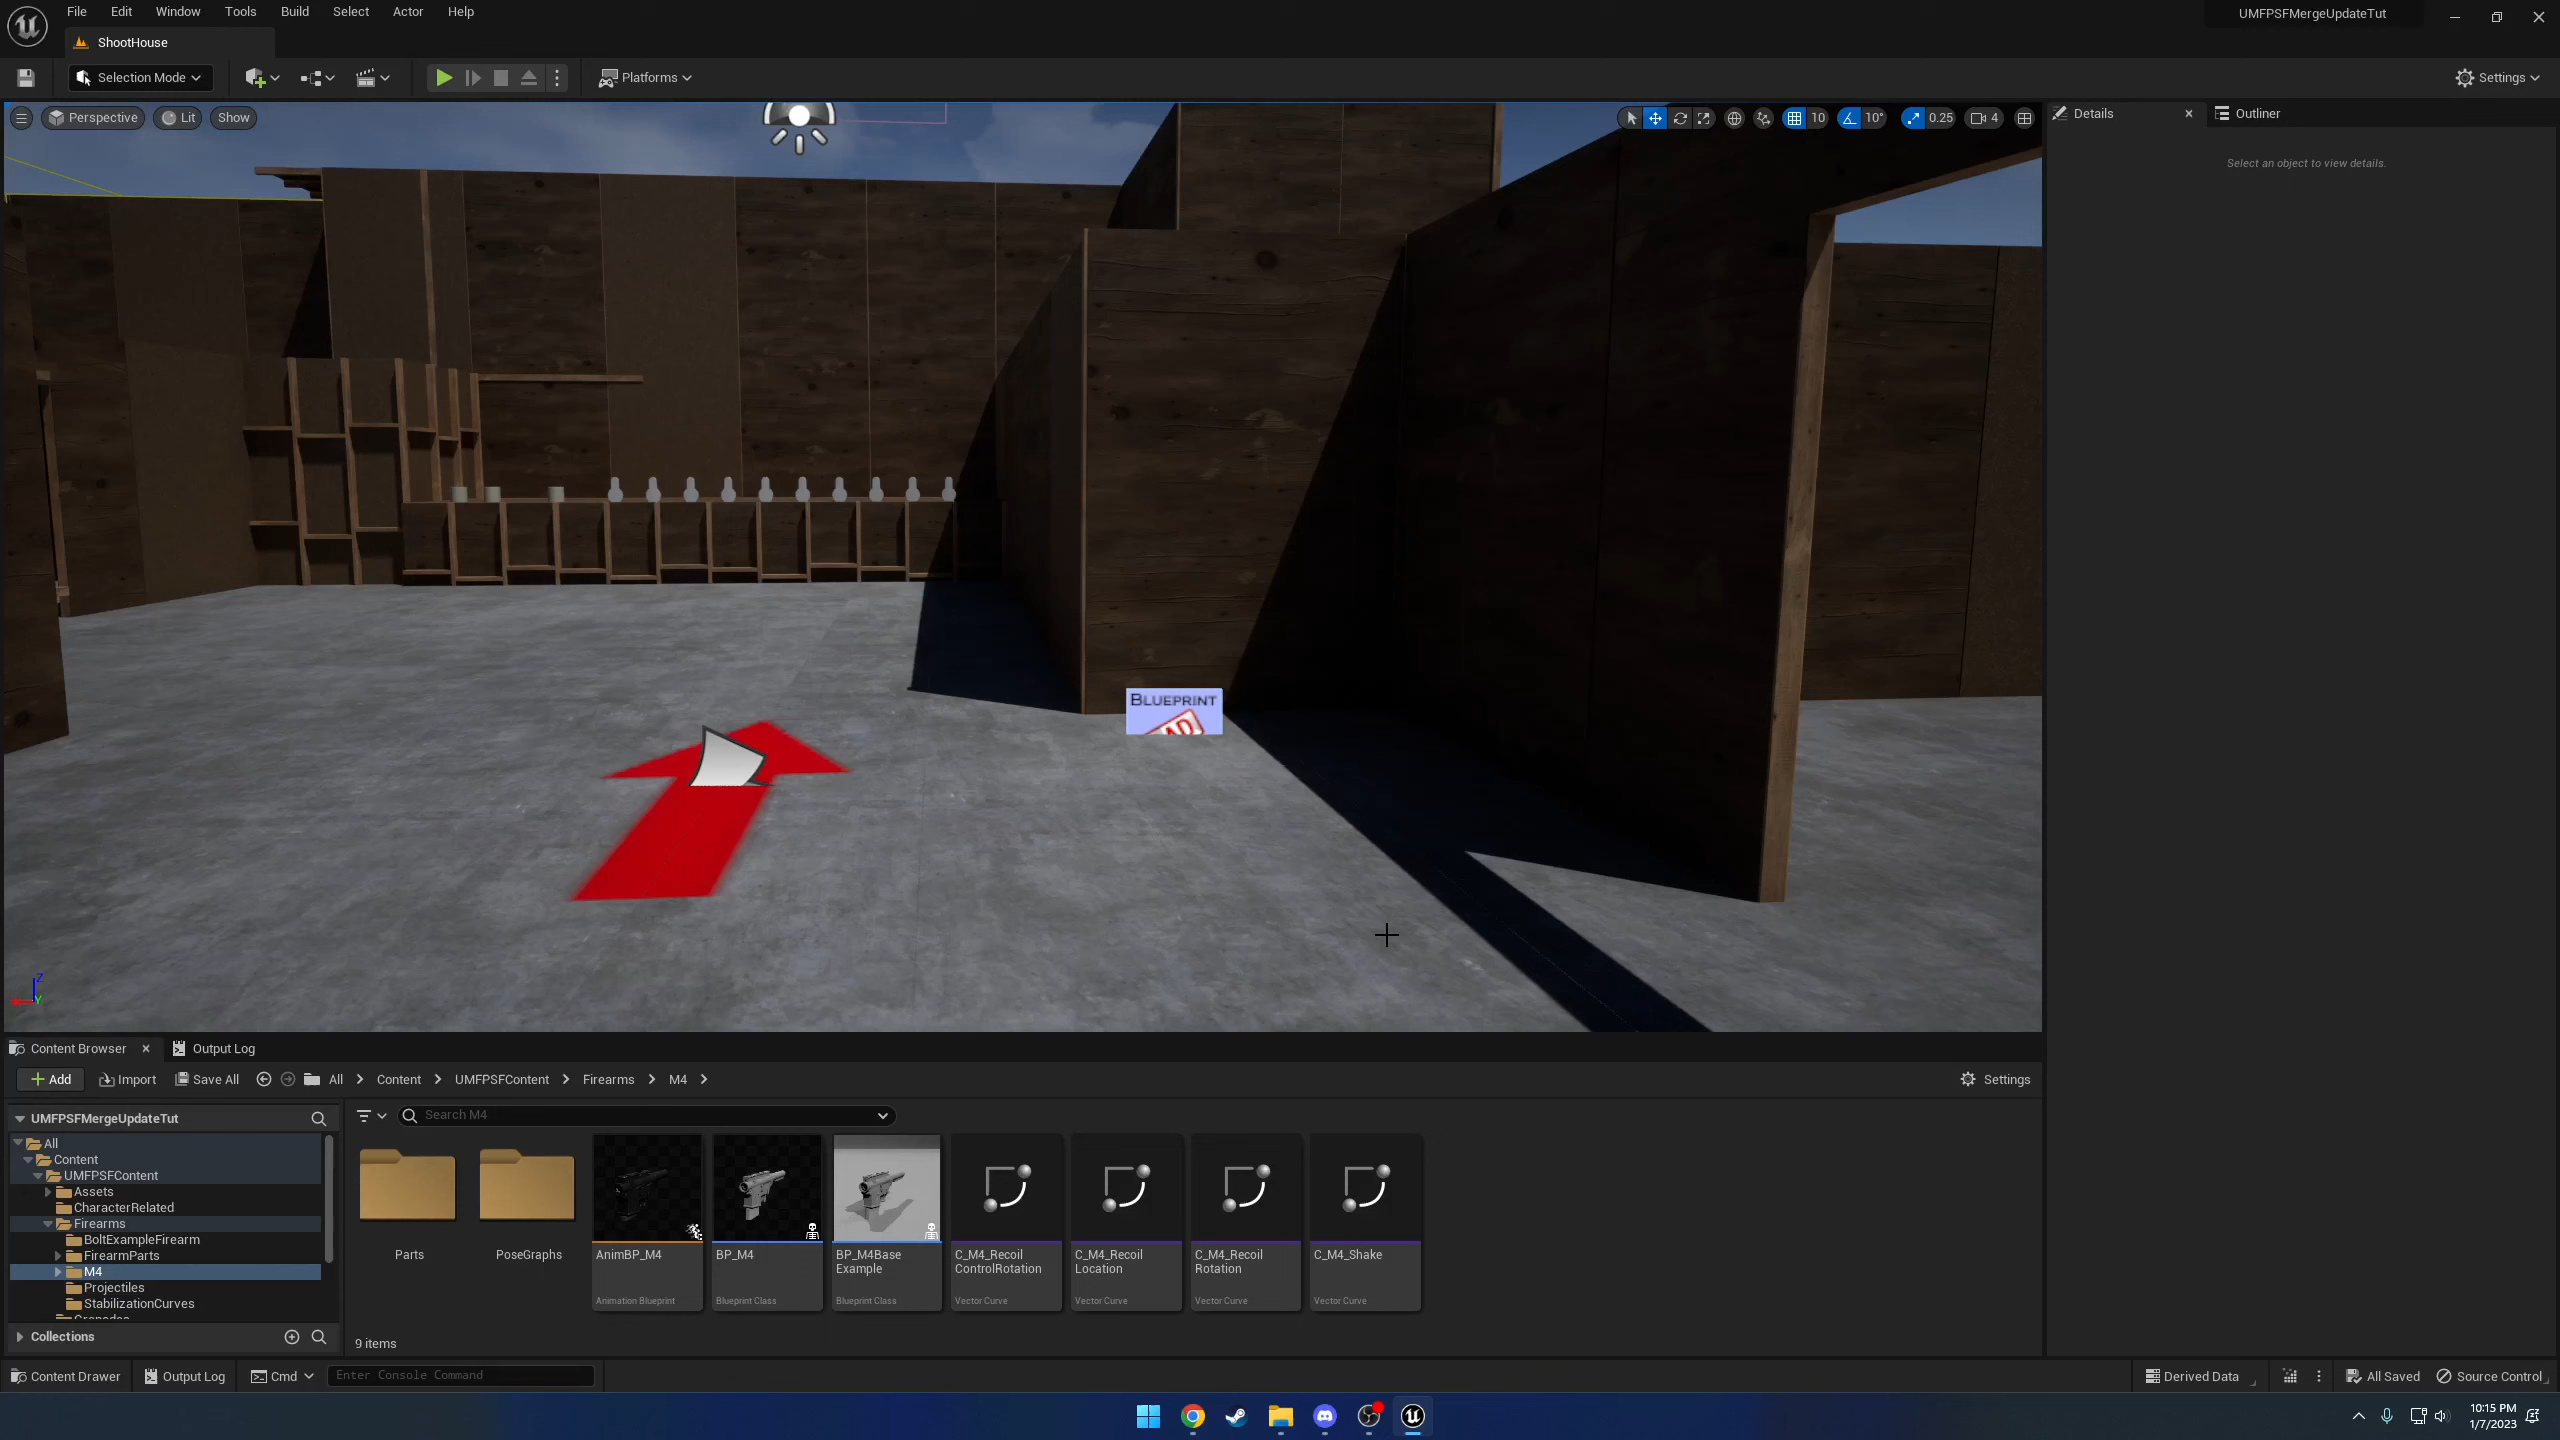 File Edit Window Tools Build Select Actor Help
UMFPSFMergeUpdateTut
ShootHouse
Selection Mode
Platforms
Settings
Perspective Lit Show
10 10° 0.25 4
Details
Outliner
Select an object to view details.
BLUEPRINT
Content Browser
Output Log
Add Import Save All All Content UMFPSFContent Firearms M4
Settings
UMFPSFMergeUpdateTut
Search M4
All
Content
UMFPSFContent
Assets
CharacterRelated
Firearms
BoltExampleFirearm
FirearmParts
M4
Projectiles
StabilizationCurves
Collections
Parts
PoseGraphs
AnimBP_M4
Animation Blueprint
BP_M4
Blueprint Class
BP_M4Base
Example
Blueprint Class
C_M4_Recoil
ControlRotation
Vector Curve
C_M4_Recoil
Location
Vector Curve
C_M4_Recoil
Rotation
Vector Curve
C_M4_Shake
Vector Curve
9 items
Content Drawer Output Log Cmd Enter Console Command
Derived Data All Saved Source Control
10:15 PM
1/7/2023